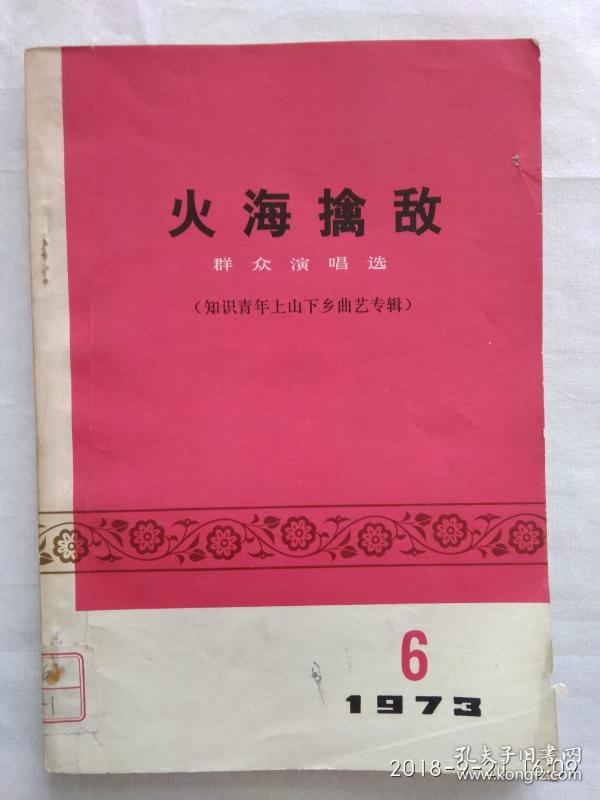 火海擒敌
群众演唱选
（知识青年上山下乡曲艺专辑）
6
1973
孔夫子旧书网
www.kongfz.com